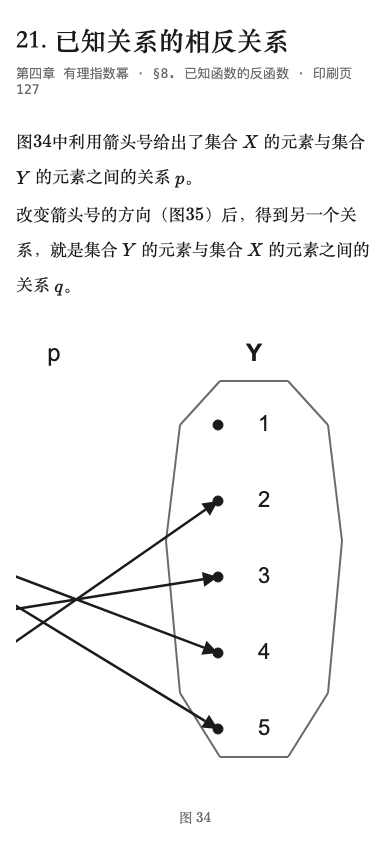 21. 已知关系的相反关系
第四章 有理指数幂 · §8. 已知函数的反函数 · 印刷页
127
图34中利用箭头号给出了集合 X 的元素与集合
Y 的元素之间的关系 p。
改变箭头号的方向（图35）后，得到另一个关
系，就是集合 Y 的元素与集合 X 的元素之间的
关系 q。
p
Y
1
2
3
4
5
图 34